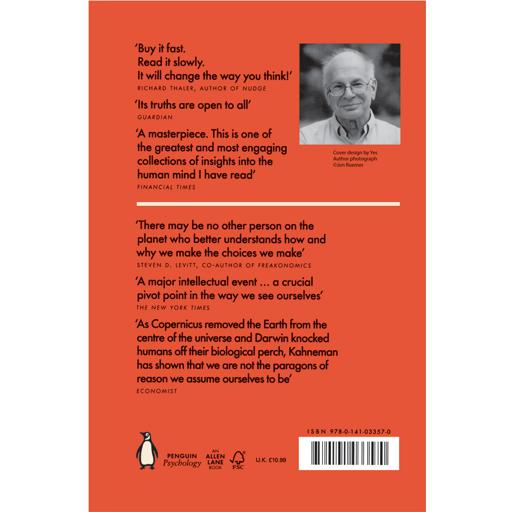 ‘Buy it fast.
Read it slowly.
It will change the way you think!’
RICHARD THALER, AUTHOR OF NUDGE
‘Its truths are open to all’
GUARDIAN
‘A masterpiece. This is one of
the greatest and most engaging
collections of insights into the
human mind I have read’
FINANCIAL TIMES
Cover design by Yes
Author photograph
©Jon Roemer
‘There may be no other person on the
planet who better understands how and
why we make the choices we make’
STEVEN D. LEVITT, CO-AUTHOR OF FREAKONOMICS
‘A major intellectual event ... a crucial
pivot point in the way we see ourselves’
THE NEW YORK TIMES
‘As Copernicus removed the Earth from the
centre of the universe and Darwin knocked
humans off their biological perch, Kahneman
has shown that we are not the paragons of
reason we assume ourselves to be’
ECONOMIST
ISBN 978-0-141-03357-0
PENGUIN
Psychology
AN
ALLEN
LANE
BOOK
FSC
U.K. £10.99